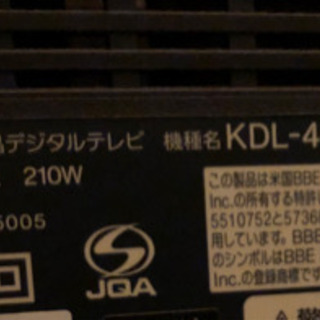 晶デジタルテレビ 機種名 KDL-4
210W
5005
この製品は米国BBE
Inc.の所有する特許
5510752と5736
用しています。BB
のシンボルはBBE
Inc.の登録商標で
JQA